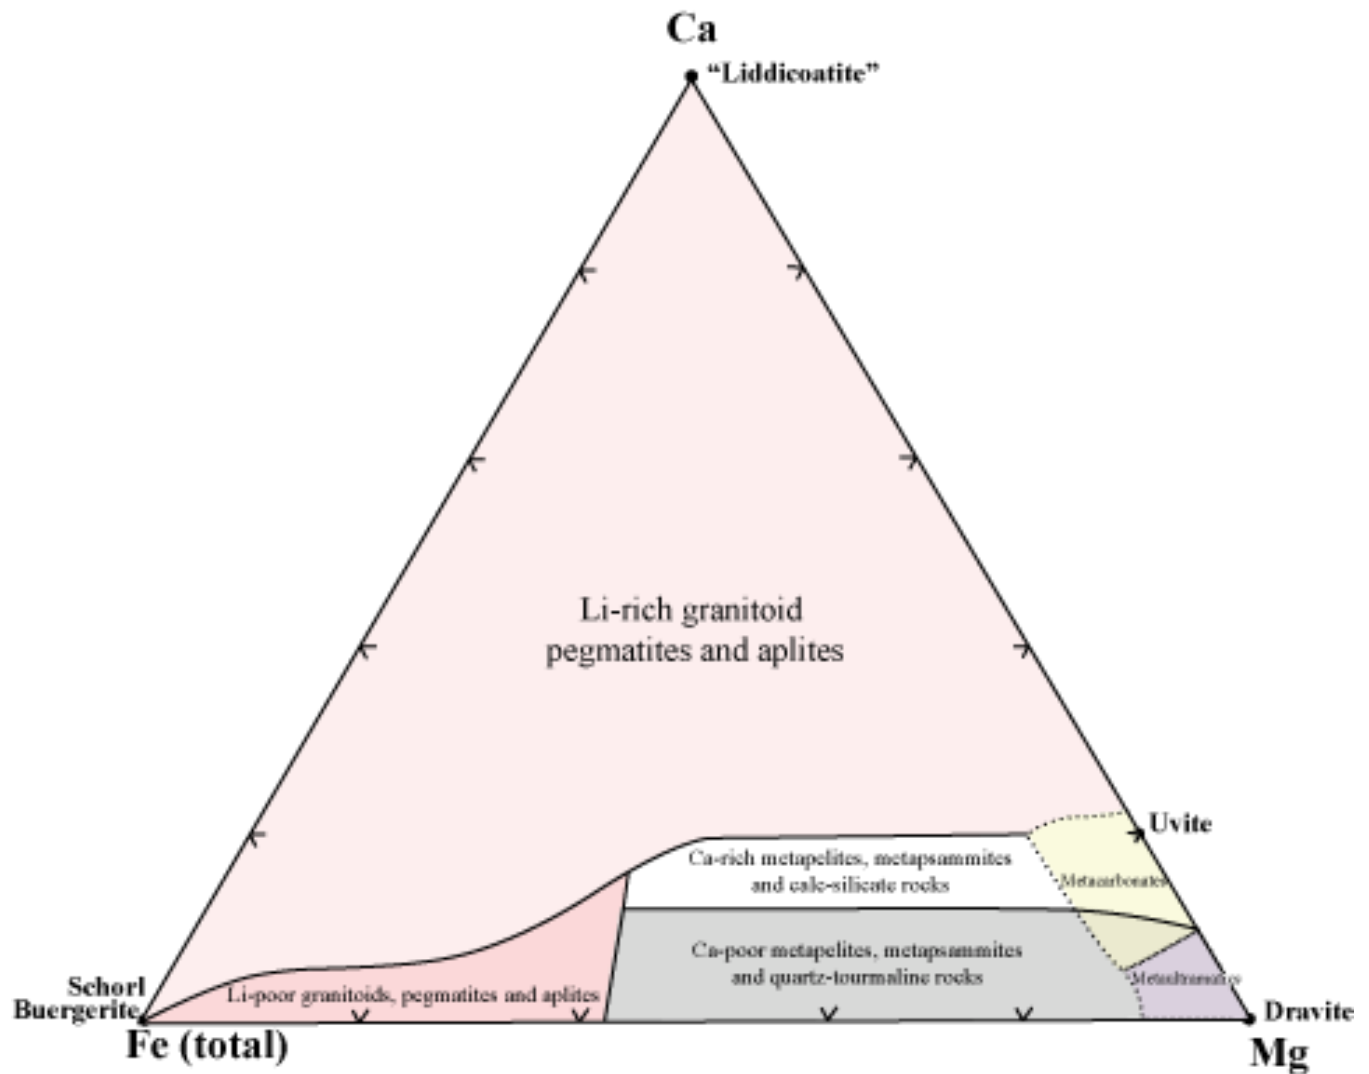 Ca
“Liddicoatite”
Li-rich granitoid
pegmatites and aplites
Uvite
Ca-rich metapelites, metapsammites
and calc-silicate rocks
Metacarbonates
Ca-poor metapelites, metapsammites
and quartz-tourmaline rocks
Metaultramafics
Schorl
Buergerite
Li-poor granitoids, pegmatites and aplites
Dravite
Fe (total)
Mg